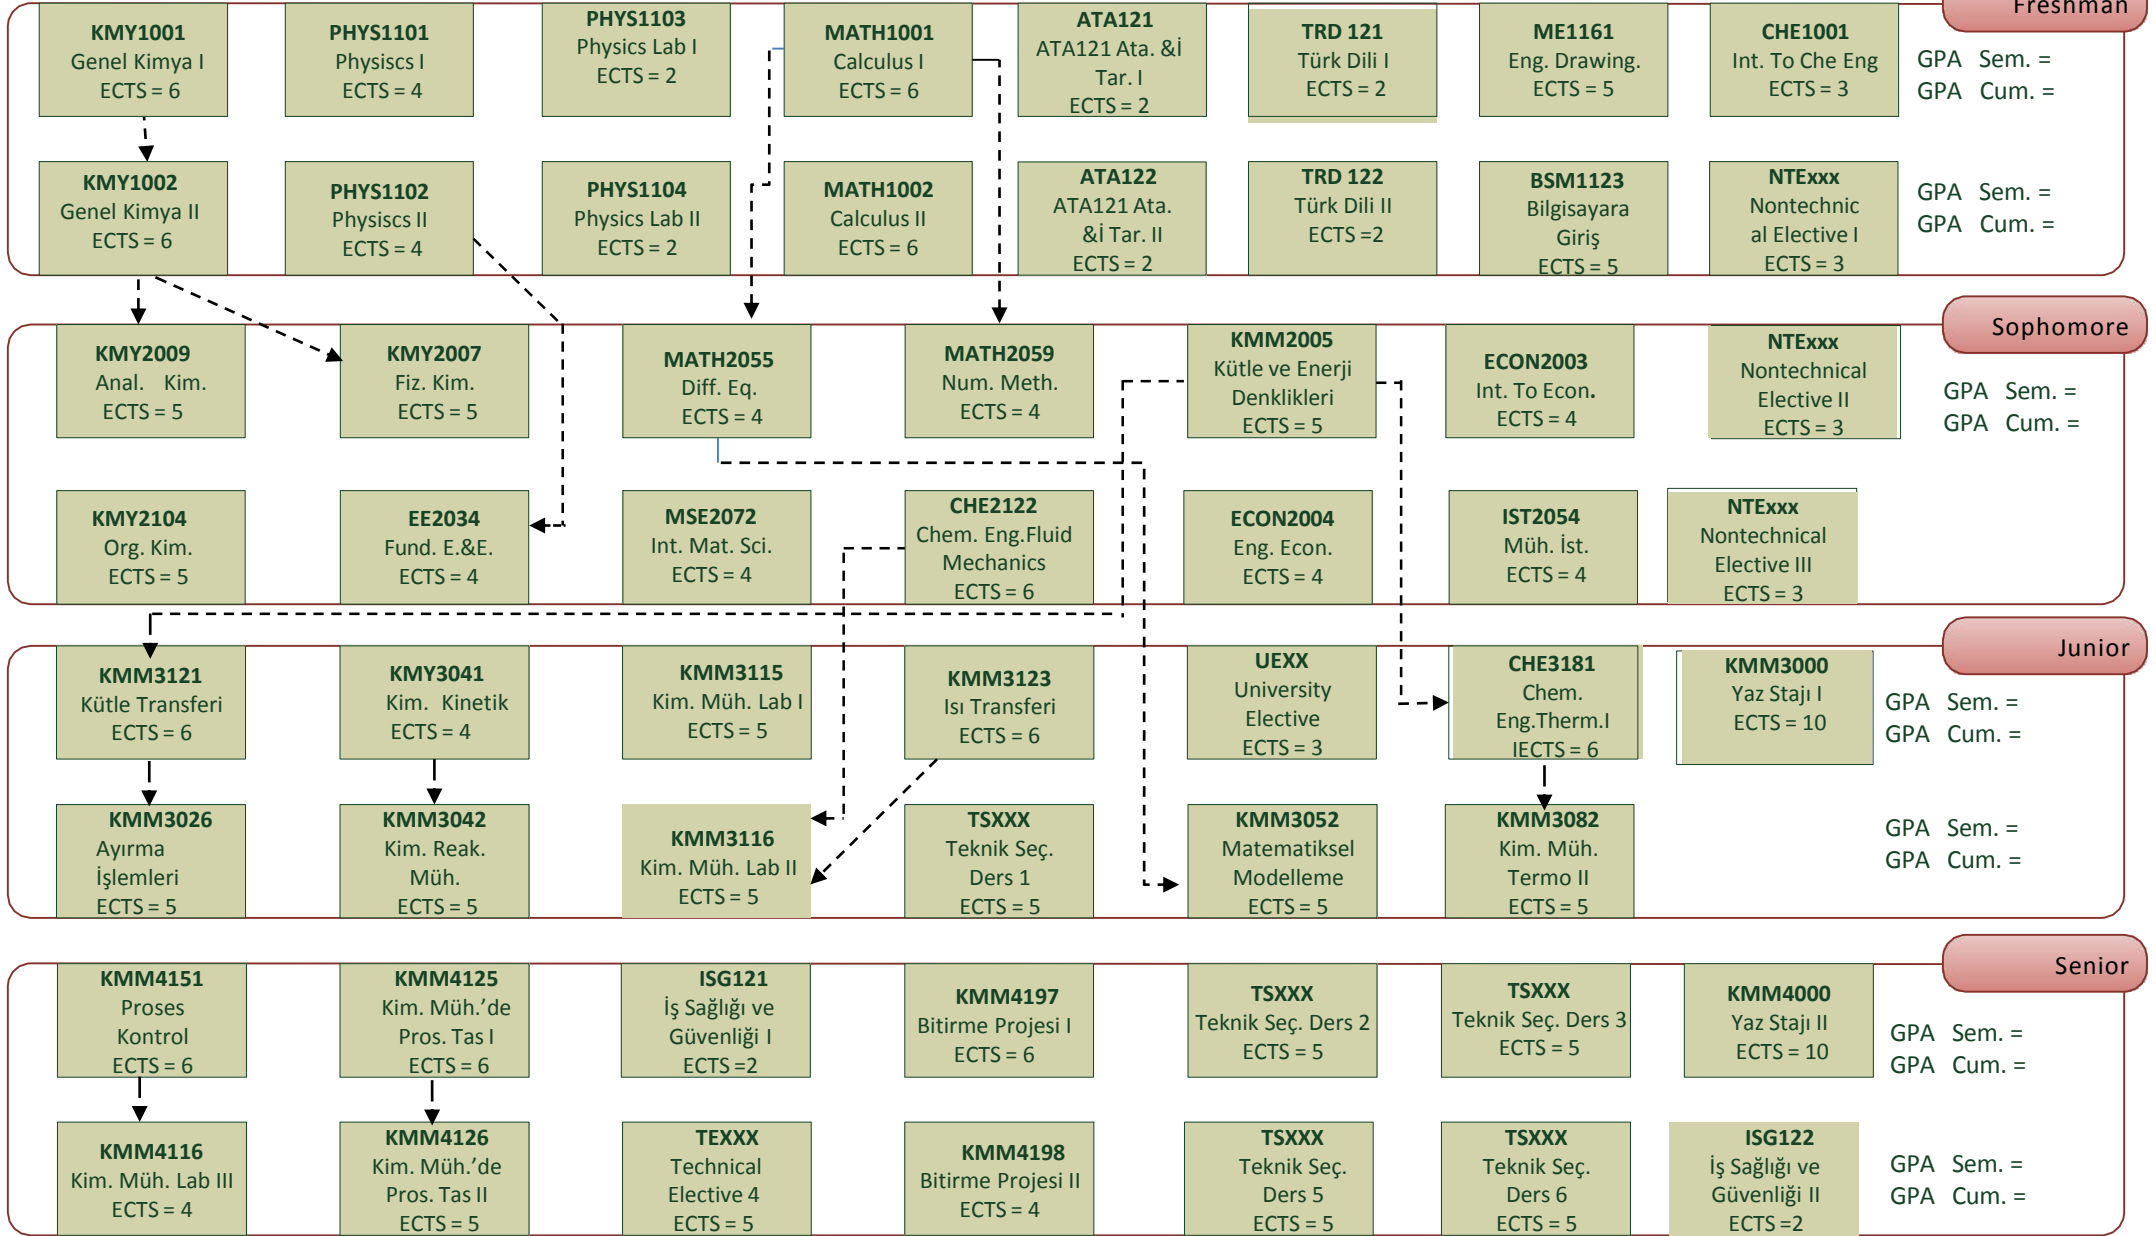 Freshman
KMY1001
Genel Kimya I
ECTS = 6
PHYS1101
Physiscs I
ECTS = 4
PHYS1103
Physics Lab I
ECTS = 2
MATH1001
Calculus I
ECTS = 6
ATA121
ATA121 Ata. &İ
Tar. I
ECTS = 2
TRD 121
Türk Dili I
ECTS = 2
ME1161
Eng. Drawing.
ECTS = 5
CHE1001
Int. To Che Eng
ECTS = 3
GPA Sem. =
GPA Cum. =
KMY1002
Genel Kimya II
ECTS = 6
PHYS1102
Physiscs II
ECTS = 4
PHYS1104
Physics Lab II
ECTS = 2
MATH1002
Calculus II
ECTS = 6
ATA122
ATA121 Ata.
&İ Tar. II
ECTS = 2
TRD 122
Türk Dili II
ECTS =2
BSM1123
Bilgisayara
Giriş
ECTS = 5
NTExxx
Nontechnic
al Elective I
ECTS = 3
GPA Sem. =
GPA Cum. =
Sophomore
KMY2009
Anal. Kim.
ECTS = 5
KMY2007
Fiz. Kim.
ECTS = 5
MATH2055
Diff. Eq.
ECTS = 4
MATH2059
Num. Meth.
ECTS = 4
KMM2005
Kütle ve Enerji
Denklikleri
ECTS = 5
ECON2003
Int. To Econ.
ECTS = 4
NTExxx
Nontechnical
Elective II
ECTS = 3
GPA Sem. =
GPA Cum. =
KMY2104
Org. Kim.
ECTS = 5
EE2034
Fund. E.&E.
ECTS = 4
MSE2072
Int. Mat. Sci.
ECTS = 4
CHE2122
Chem. Eng.Fluid
Mechanics
ECTS = 6
ECON2004
Eng. Econ.
ECTS = 4
IST2054
Müh. İst.
ECTS = 4
NTExxx
Nontechnical
Elective III
ECTS = 3
Junior
KMM3121
Kütle Transferi
ECTS = 6
KMY3041
Kim. Kinetik
ECTS = 4
KMM3115
Kim. Müh. Lab I
ECTS = 5
KMM3123
Isı Transferi
ECTS = 6
UEXX
University
Elective
ECTS = 3
CHE3181
Chem.
Eng.Therm.I
IECTS = 6
KMM3000
Yaz Stajı I
ECTS = 10
GPA Sem. =
GPA Cum. =
KMM3026
Ayırma
İşlemleri
ECTS = 5
KMM3042
Kim. Reak.
Müh.
ECTS = 5
KMM3116
Kim. Müh. Lab II
ECTS = 5
TSXXX
Teknik Seç.
Ders 1
ECTS = 5
KMM3052
Matematiksel
Modelleme
ECTS = 5
KMM3082
Kim. Müh.
Termo II
ECTS = 5
GPA Sem. =
GPA Cum. =
Senior
KMM4151
Proses
Kontrol
ECTS = 6
KMM4125
Kim. Müh.’de
Pros. Tas I
ECTS = 6
ISG121
İş Sağlığı ve
Güvenliği I
ECTS =2
KMM4197
Bitirme Projesi I
ECTS = 6
TSXXX
Teknik Seç. Ders 2
ECTS = 5
TSXXX
Teknik Seç. Ders 3
ECTS = 5
KMM4000
Yaz Stajı II
ECTS = 10
GPA Sem. =
GPA Cum. =
KMM4116
Kim. Müh. Lab III
ECTS = 4
KMM4126
Kim. Müh.’de
Pros. Tas II
ECTS = 5
TEXXX
Technical
Elective 4
ECTS = 5
KMM4198
Bitirme Projesi II
ECTS = 4
TSXXX
Teknik Seç.
Ders 5
ECTS = 5
TSXXX
Teknik Seç.
Ders 6
ECTS = 5
ISG122
İş Sağlığı ve
Güvenliği II
ECTS =2
GPA Sem. =
GPA Cum. =